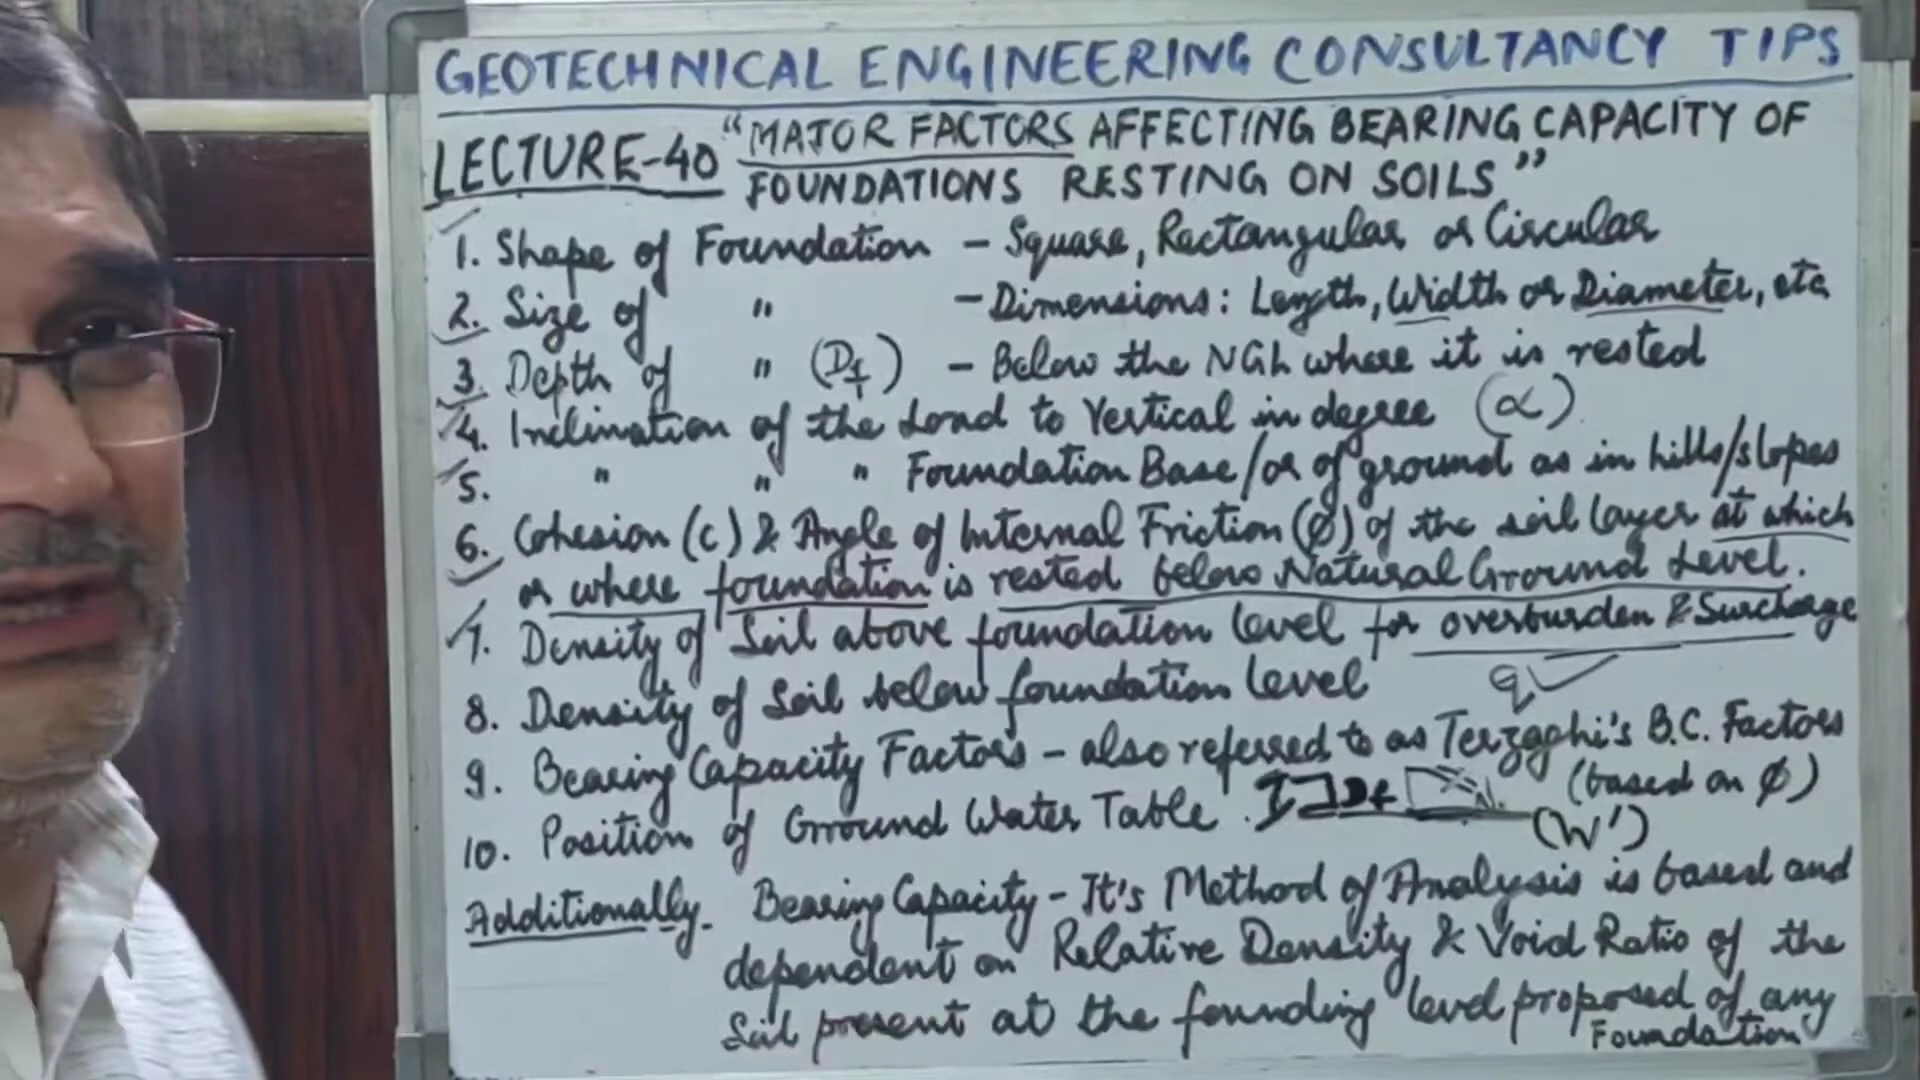 GEOTECHNICAL ENGINEERING CONSULTANCY TIPS
LECTURE-40 "MAJOR FACTORS AFFECTING BEARING CAPACITY OF
FOUNDATIONS RESTING ON SOILS"
1. Shape of Foundation - Square, Rectangular or Circular
2. Size of " - Dimensions: Length, Width or Diameter, etc
3. Depth of " (Df) - Below the NGL where it is rested
4. Inclination of the Load to Vertical in degree (α).
5. " " " Foundation Base/or of ground as in hills/slopes
6. Cohesion (c) & Angle of Internal Friction (Ø) of the soil layer at which
or where foundation is rested below Natural Ground Level.
7. Density of Soil above foundation level for overburden & Surcharge
8. Density of Soil below foundation level q
9. Bearing Capacity Factors - also referred to as Terzaghi's B.C. Factors
(based on Ø)
10. Position of Ground Water Table. Df (W')
Additionally. Bearing Capacity - It's Method of Analysis is based and
dependent on Relative Density & Void Ratio of the
Soil present at the founding level proposed of any
Foundation